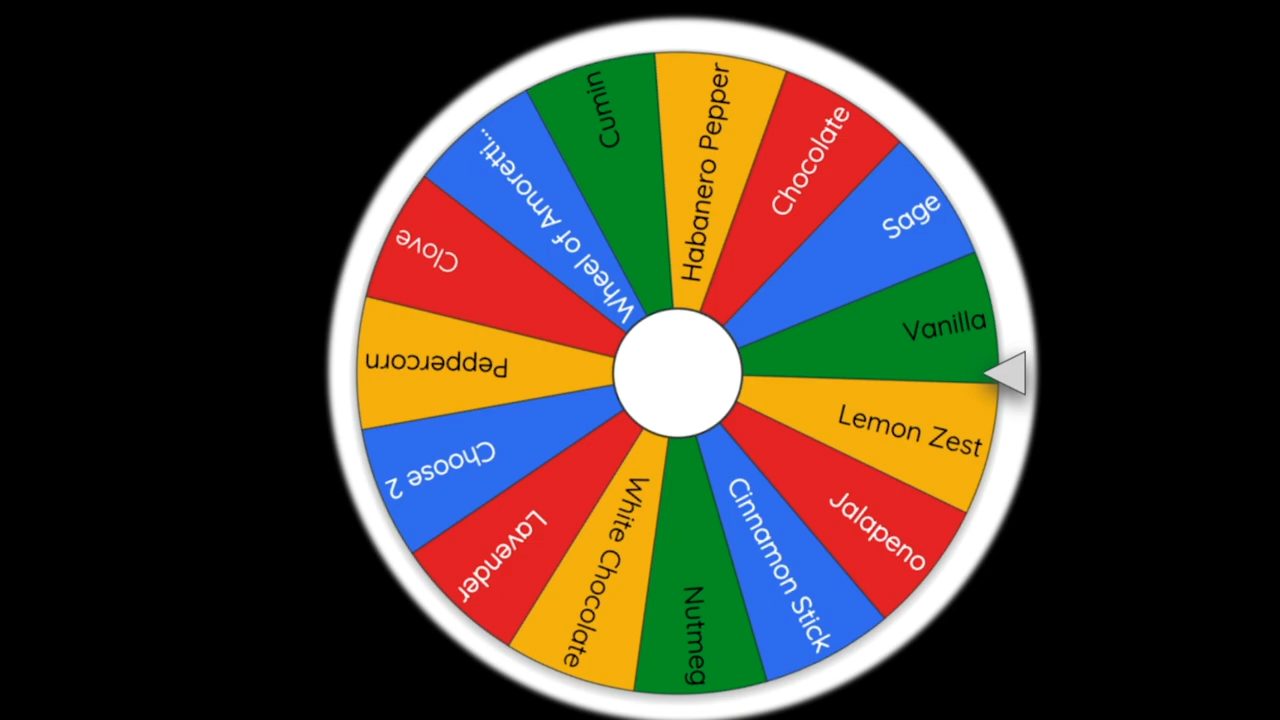 Habanero Pepper
Chocolate
Sage
Vanilla
Lemon Zest
Jalapeno
Cinnamon Stick
Nutmeg
White Chocolate
Lavender
Choose 2
Peppercorn
Clove
Wheel of Amoretti...
Cumin